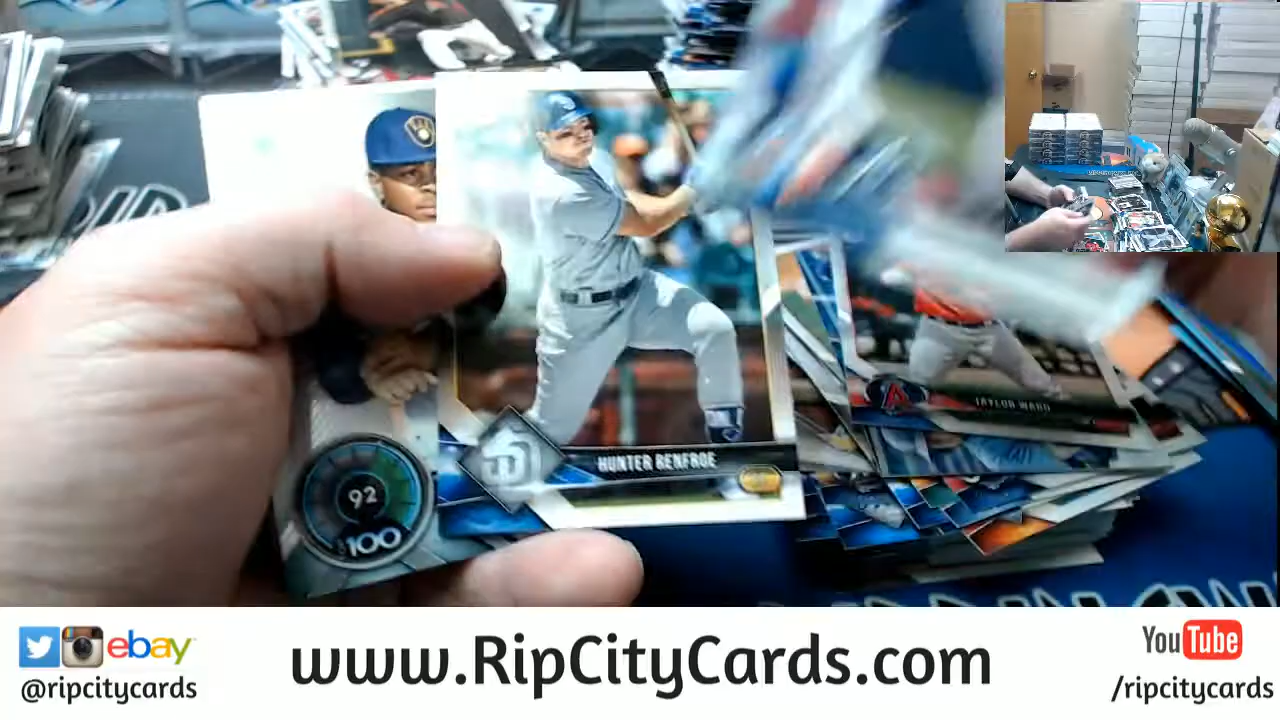 HUNTER RENFROE
TAYLOR WARD
92
100
ebay
@ripcitycards
www.RipCityCards.com
YouTube
/ripcitycards